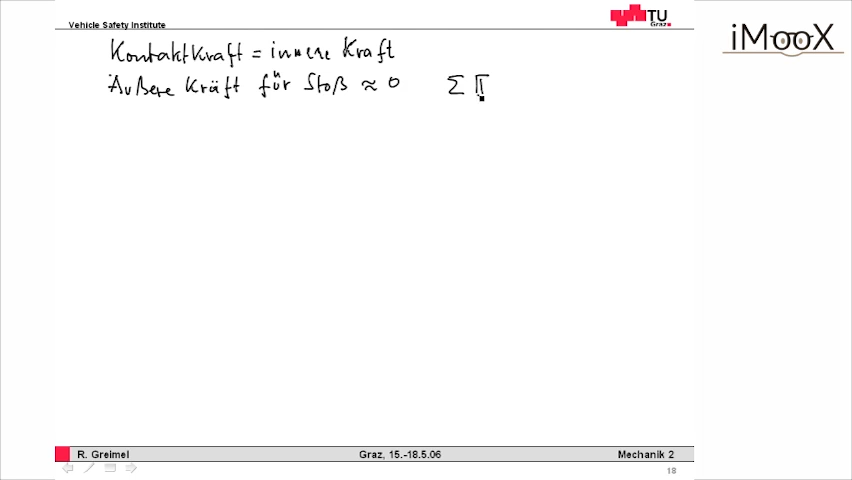 Vehicle Safety Institute
TU
Graz
iMooX
Kontaktkraft = innere Kraft
Äußere Kräft für Stoß ≈ 0 Σ II
R. Greimel Graz, 15.-18.5.06 Mechanik 2
18